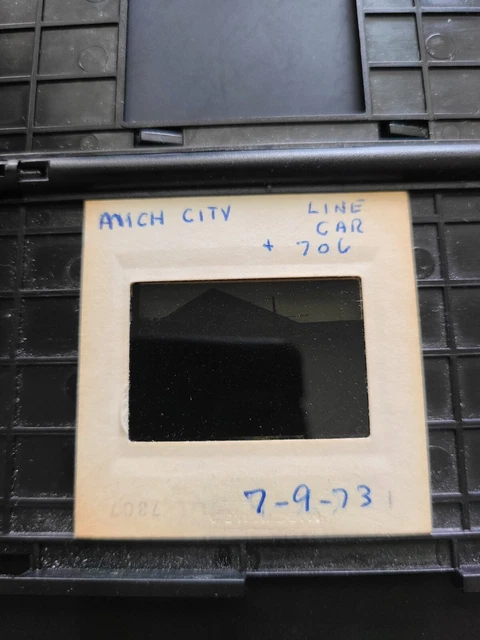 MICH CITY LINE
CAR
+ 706
7-9-73